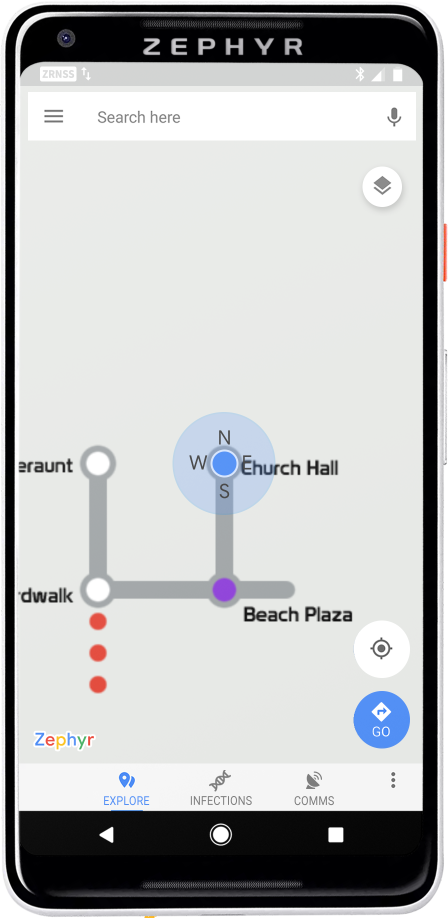 ZEPHYR
ZRNSS
Search here
N
eraunt
W
E
Church Hall
S
rdwalk
Beach Plaza
GO
Zephyr
EXPLORE
INFECTIONS
COMMS